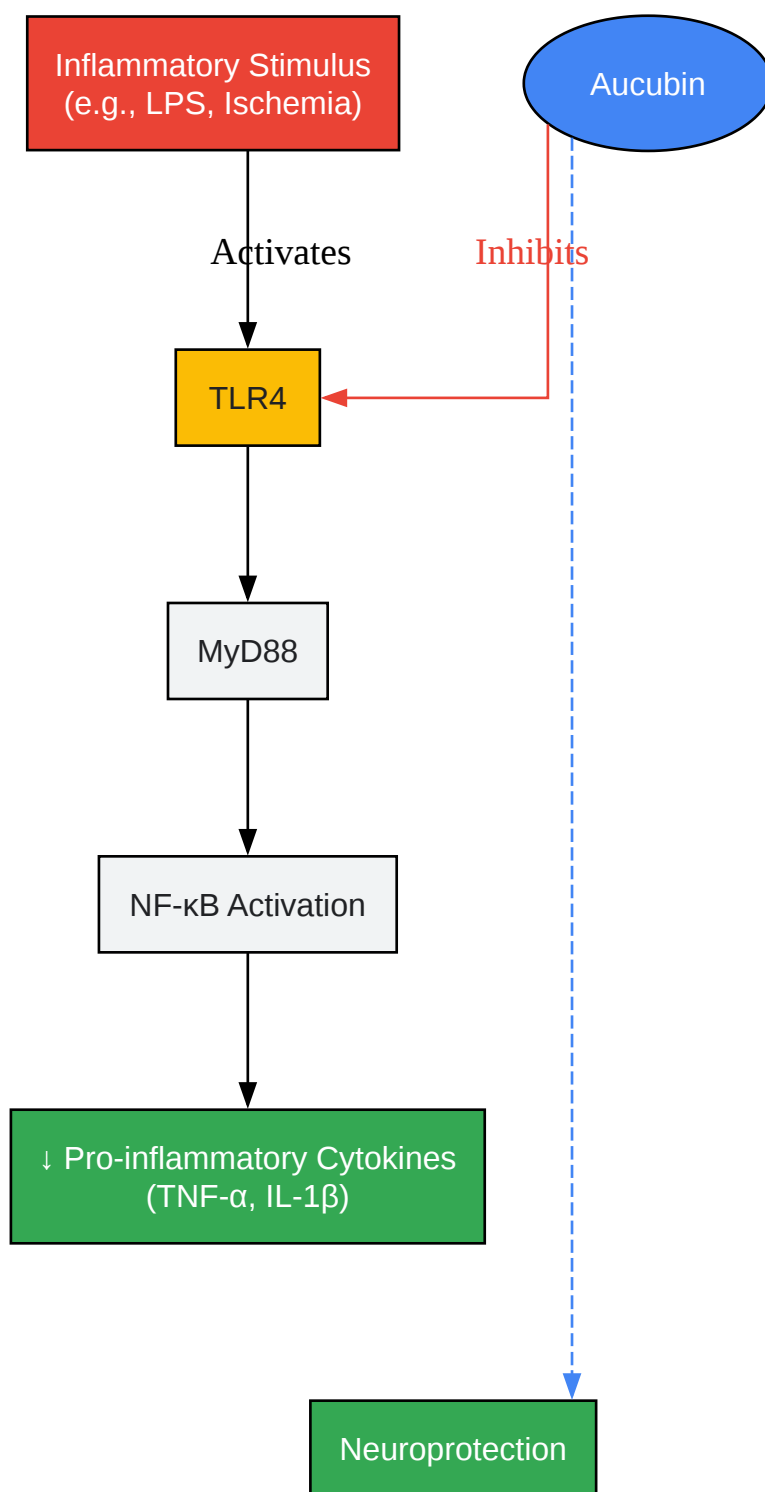 Inflammatory Stimulus
(e.g., LPS, Ischemia)
Aucubin
Activates
Inhibits
TLR4
MyD88
NF-κB Activation
↓ Pro-inflammatory Cytokines
(TNF-α, IL-1β)
Neuroprotection